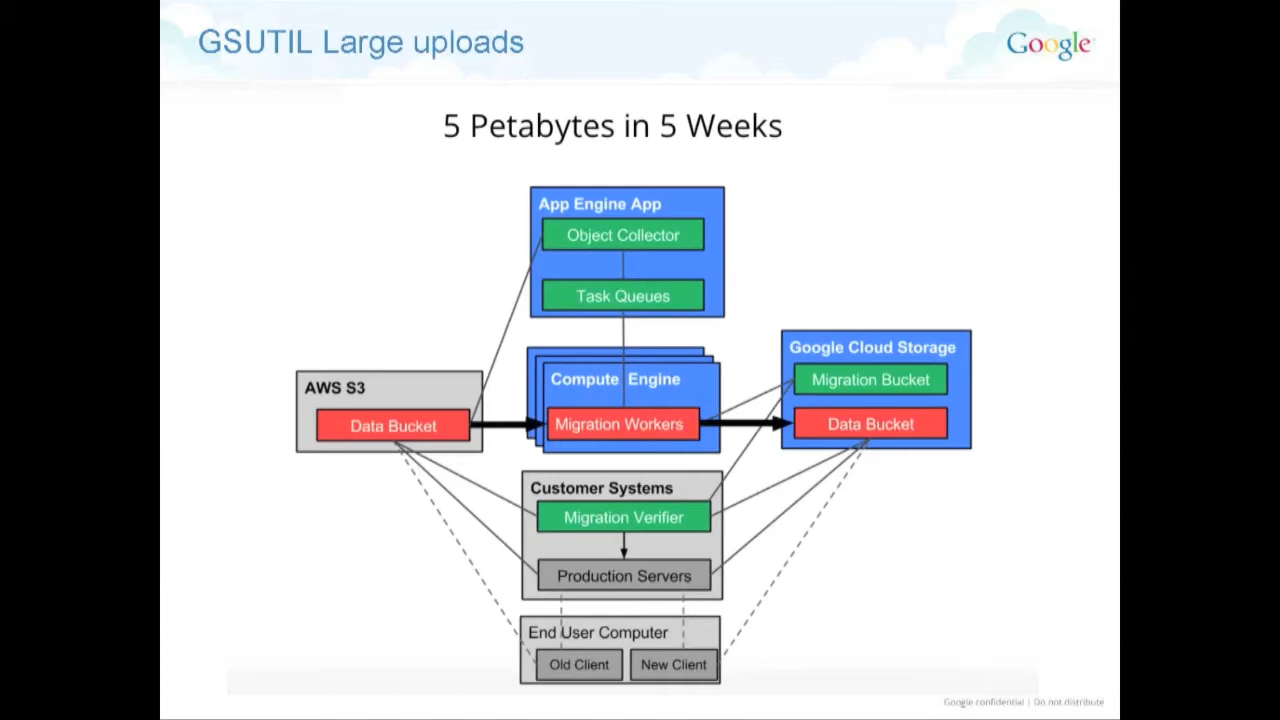 GSUTIL Large uploads
Google
5 Petabytes in 5 Weeks
App Engine App
Object Collector
Task Queues
Google Cloud Storage
Migration Bucket
Data Bucket
Compute Engine
Migration Workers
AWS S3
Data Bucket
Customer Systems
Migration Verifier
Production Servers
End User Computer
Old Client
New Client
Google confidential | Do not distribute